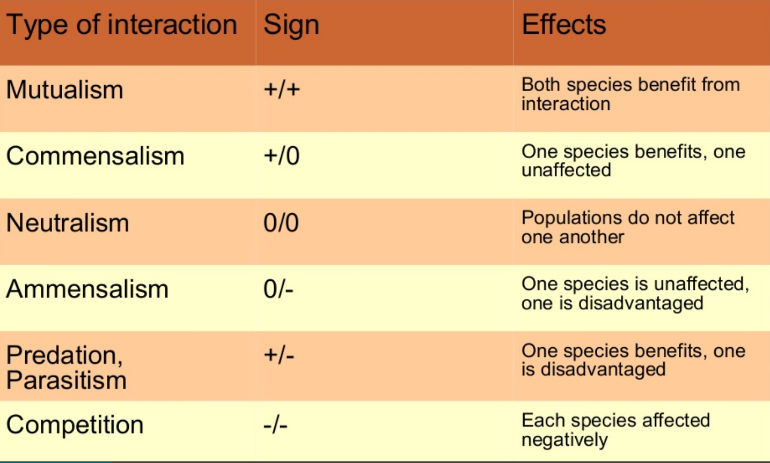 Type of interaction Sign Effects
Mutualism +/+ Both species benefit from
interaction
Commensalism +/0 One species benefits, one
unaffected
Neutralism 0/0 Populations do not affect
one another
Ammensalism 0/- One species is unaffected,
one is disadvantaged
Predation, +/- One species benefits, one
Parasitism is disadvantaged
Competition -/- Each species affected
negatively